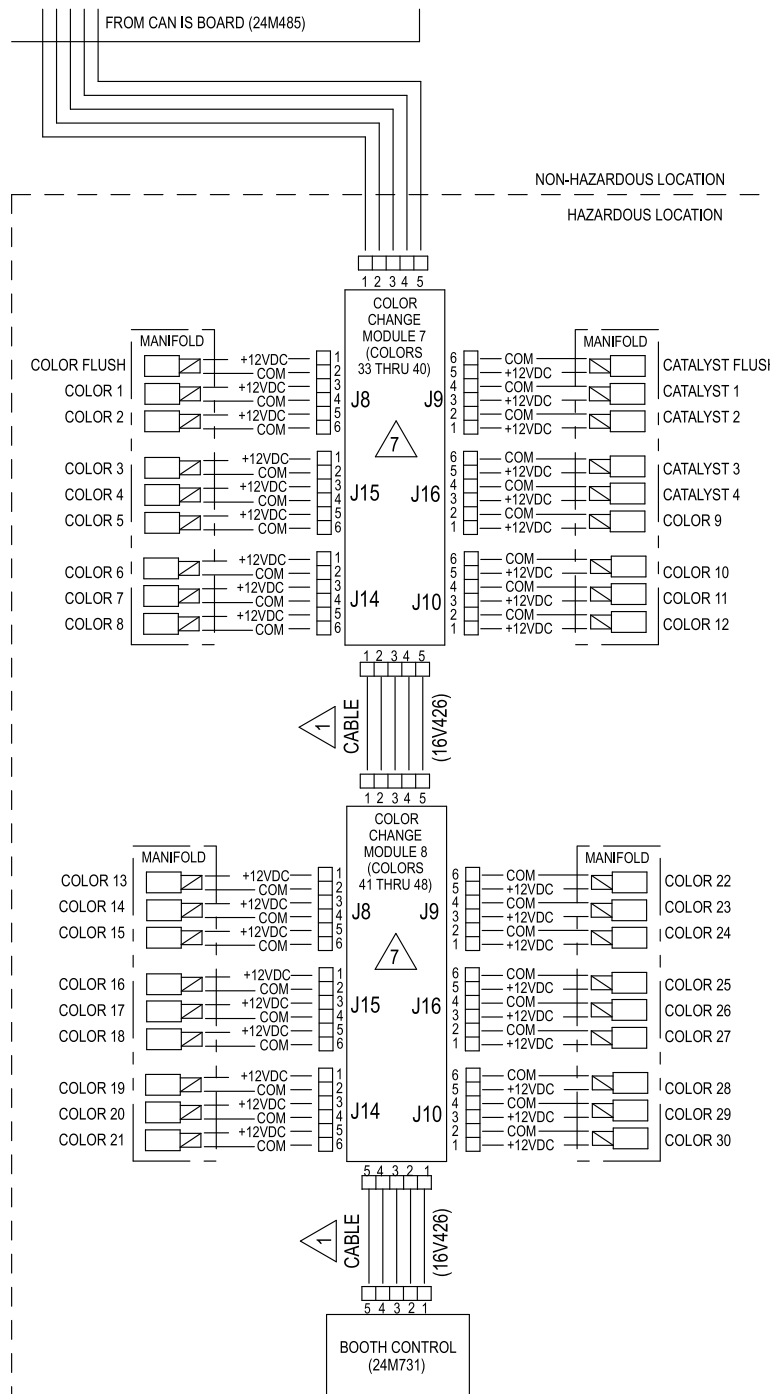 FROM CAN IS BOARD (24M485)
NON-HAZARDOUS LOCATION
HAZARDOUS LOCATION
1 2 3 4 5
COLOR
CHANGE
MODULE 7
(COLORS
33 THRU 40)
7
MANIFOLD
MANIFOLD
COLOR FLUSH +12VDC 1 6 COM CATALYST FLUSH
COM 2 5 +12VDC
COLOR 1 +12VDC 3 4 COM CATALYST 1
COM 4 J8 J9 3 +12VDC
COLOR 2 +12VDC 5 2 COM CATALYST 2
COM 6 1 +12VDC
COLOR 3 +12VDC 1 6 COM CATALYST 3
COM 2 5 +12VDC
COLOR 4 +12VDC 3 J15 J16 4 COM CATALYST 4
COM 4 3 +12VDC
COLOR 5 +12VDC 5 2 COM COLOR 9
COM 6 1 +12VDC
COLOR 6 +12VDC 1 6 COM COLOR 10
COM 2 5 +12VDC
COLOR 7 +12VDC 3 4 COM COLOR 11
COM 4 J14 J10 3 +12VDC
COLOR 8 +12VDC 5 2 COM COLOR 12
COM 6 1 +12VDC
1 2 3 4 5
1 CABLE (16V426)
1 2 3 4 5
COLOR
CHANGE
MODULE 8
(COLORS
41 THRU 48)
7
MANIFOLD
MANIFOLD
COLOR 13 +12VDC 1 6 COM COLOR 22
COM 2 5 +12VDC
COLOR 14 +12VDC 3 4 COM COLOR 23
COM 4 J8 J9 3 +12VDC
COLOR 15 +12VDC 5 2 COM COLOR 24
COM 6 1 +12VDC
COLOR 16 +12VDC 1 6 COM COLOR 25
COM 2 5 +12VDC
COLOR 17 +12VDC 3 J15 J16 4 COM COLOR 26
COM 4 3 +12VDC
COLOR 18 +12VDC 5 2 COM COLOR 27
COM 6 1 +12VDC
COLOR 19 +12VDC 1 6 COM COLOR 28
COM 2 5 +12VDC
COLOR 20 +12VDC 3 4 COM COLOR 29
COM 4 J14 J10 3 +12VDC
COLOR 21 +12VDC 5 2 COM COLOR 30
COM 6 1 +12VDC
5 4 3 2 1
1 CABLE (16V426)
5 4 3 2 1
BOOTH CONTROL
(24M731)